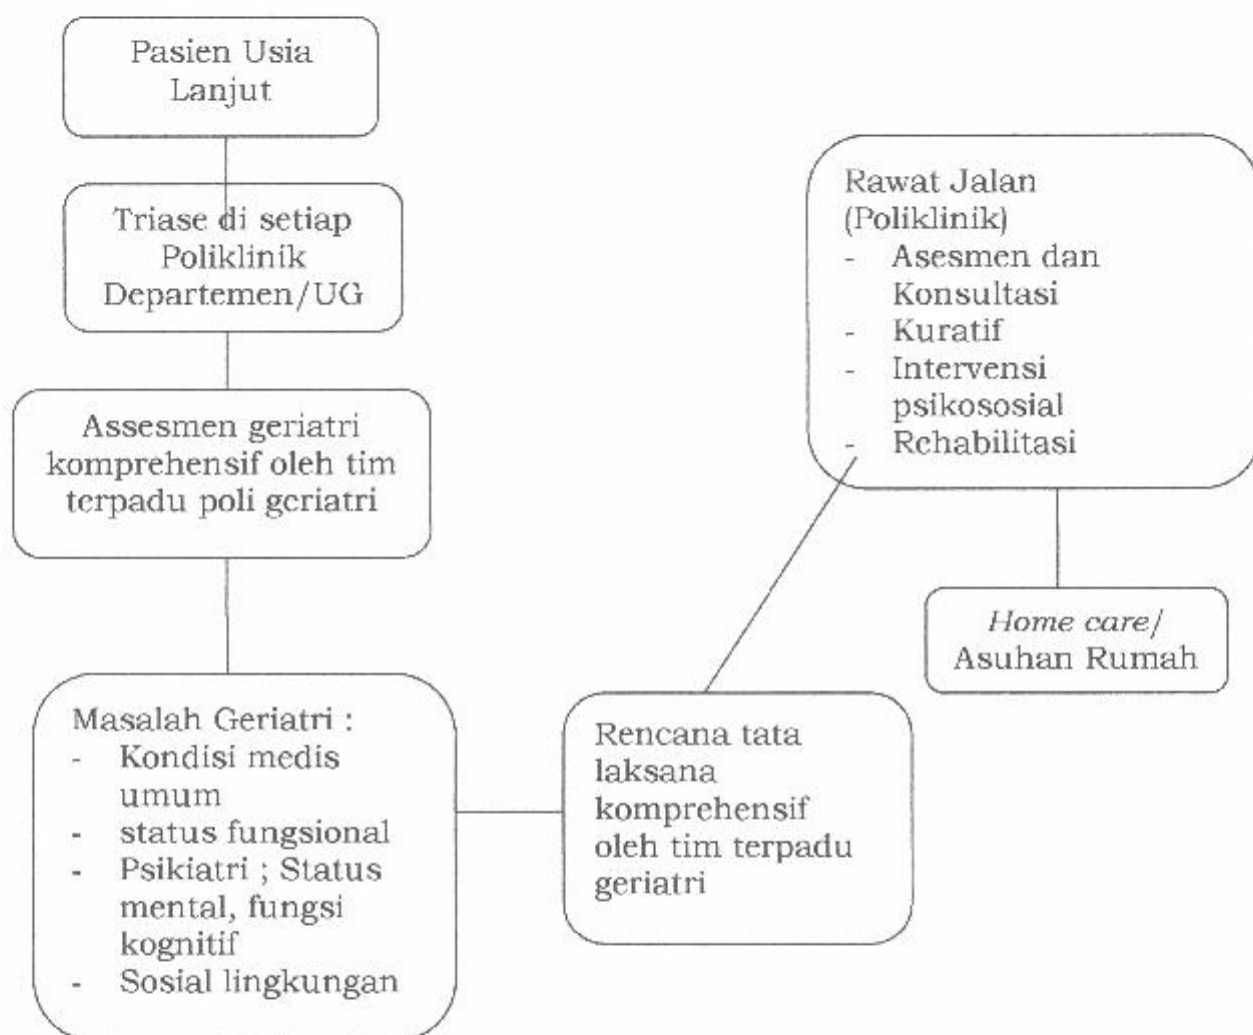 Pasien Usia
Lanjut
Triase di setiap
Poliklinik
Departemen/UG
Assesmen geriatri
komprehensif oleh tim
terpadu poli geriatri
Masalah Geriatri :
- Kondisi medis
umum
- status fungsional
- Psikiatri ; Status
mental, fungsi
kognitif
- Sosial lingkungan
Rencana tata
laksana
komprehensif
oleh tim terpadu
geriatri
Rawat Jalan
(Poliklinik)
- Asesmen dan
Konsultasi
- Kuratif
- Intervensi
psikososial
- Rehabilitasi
Home care/
Asuhan Rumah